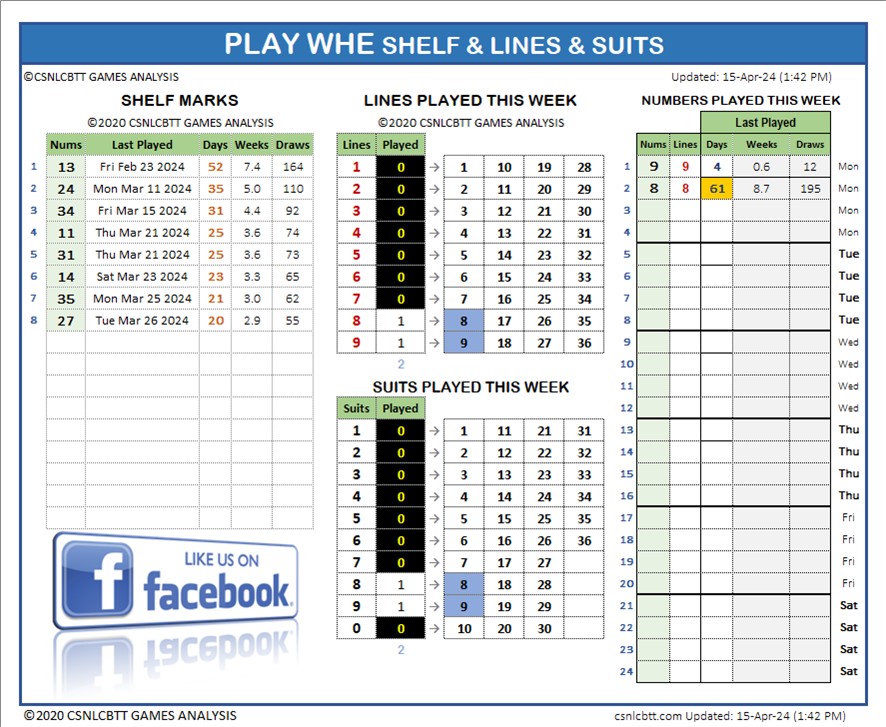 PLAY WHE SHELF & LINES & SUITS
©CSNLCBTT GAMES ANALYSIS
Updated: 15-Apr-24 (1:42 PM)
SHELF MARKS
©2020 CSNLCBTT GAMES ANALYSIS
Nums Last Played Days Weeks Draws
1 13 Fri Feb 23 2024 52 7.4 164
2 24 Mon Mar 11 2024 35 5.0 110
3 34 Fri Mar 15 2024 31 4.4 92
4 11 Thu Mar 21 2024 25 3.6 74
5 31 Thu Mar 21 2024 25 3.6 73
6 14 Sat Mar 23 2024 23 3.3 65
7 35 Mon Mar 25 2024 21 3.0 62
8 27 Tue Mar 26 2024 20 2.9 55
LIKE US ON
facebook.
LINES PLAYED THIS WEEK
©2020 CSNLCBTT GAMES ANALYSIS
Lines Played
1 0 → 1 10 19 28
2 0 → 2 11 20 29
3 0 → 3 12 21 30
4 0 → 4 13 22 31
5 0 → 5 14 23 32
6 0 → 6 15 24 33
7 0 → 7 16 25 34
8 1 → 8 17 26 35
9 1 → 9 18 27 36
2
SUITS PLAYED THIS WEEK
Suits Played
1 0 → 1 11 21 31
2 0 → 2 12 22 32
3 0 → 3 13 23 33
4 0 → 4 14 24 34
5 0 → 5 15 25 35
6 0 → 6 16 26 36
7 0 → 7 17 27
8 1 → 8 18 28
9 1 → 9 19 29
0 0 → 10 20 30
2
NUMBERS PLAYED THIS WEEK
Last Played
Nums Lines Days Weeks Draws
1 9 9 4 0.6 12 Mon
2 8 8 61 8.7 195 Mon
3 Mon
4 Mon
5 Tue
6 Tue
7 Tue
8 Tue
9 Wed
10 Wed
11 Wed
12 Wed
13 Thu
14 Thu
15 Thu
16 Thu
17 Fri
18 Fri
19 Fri
20 Fri
21 Sat
22 Sat
23 Sat
24 Sat
©2020 CSNLCBTT GAMES ANALYSIS
csnlcbtt.com Updated: 15-Apr-24 (1:42 PM)